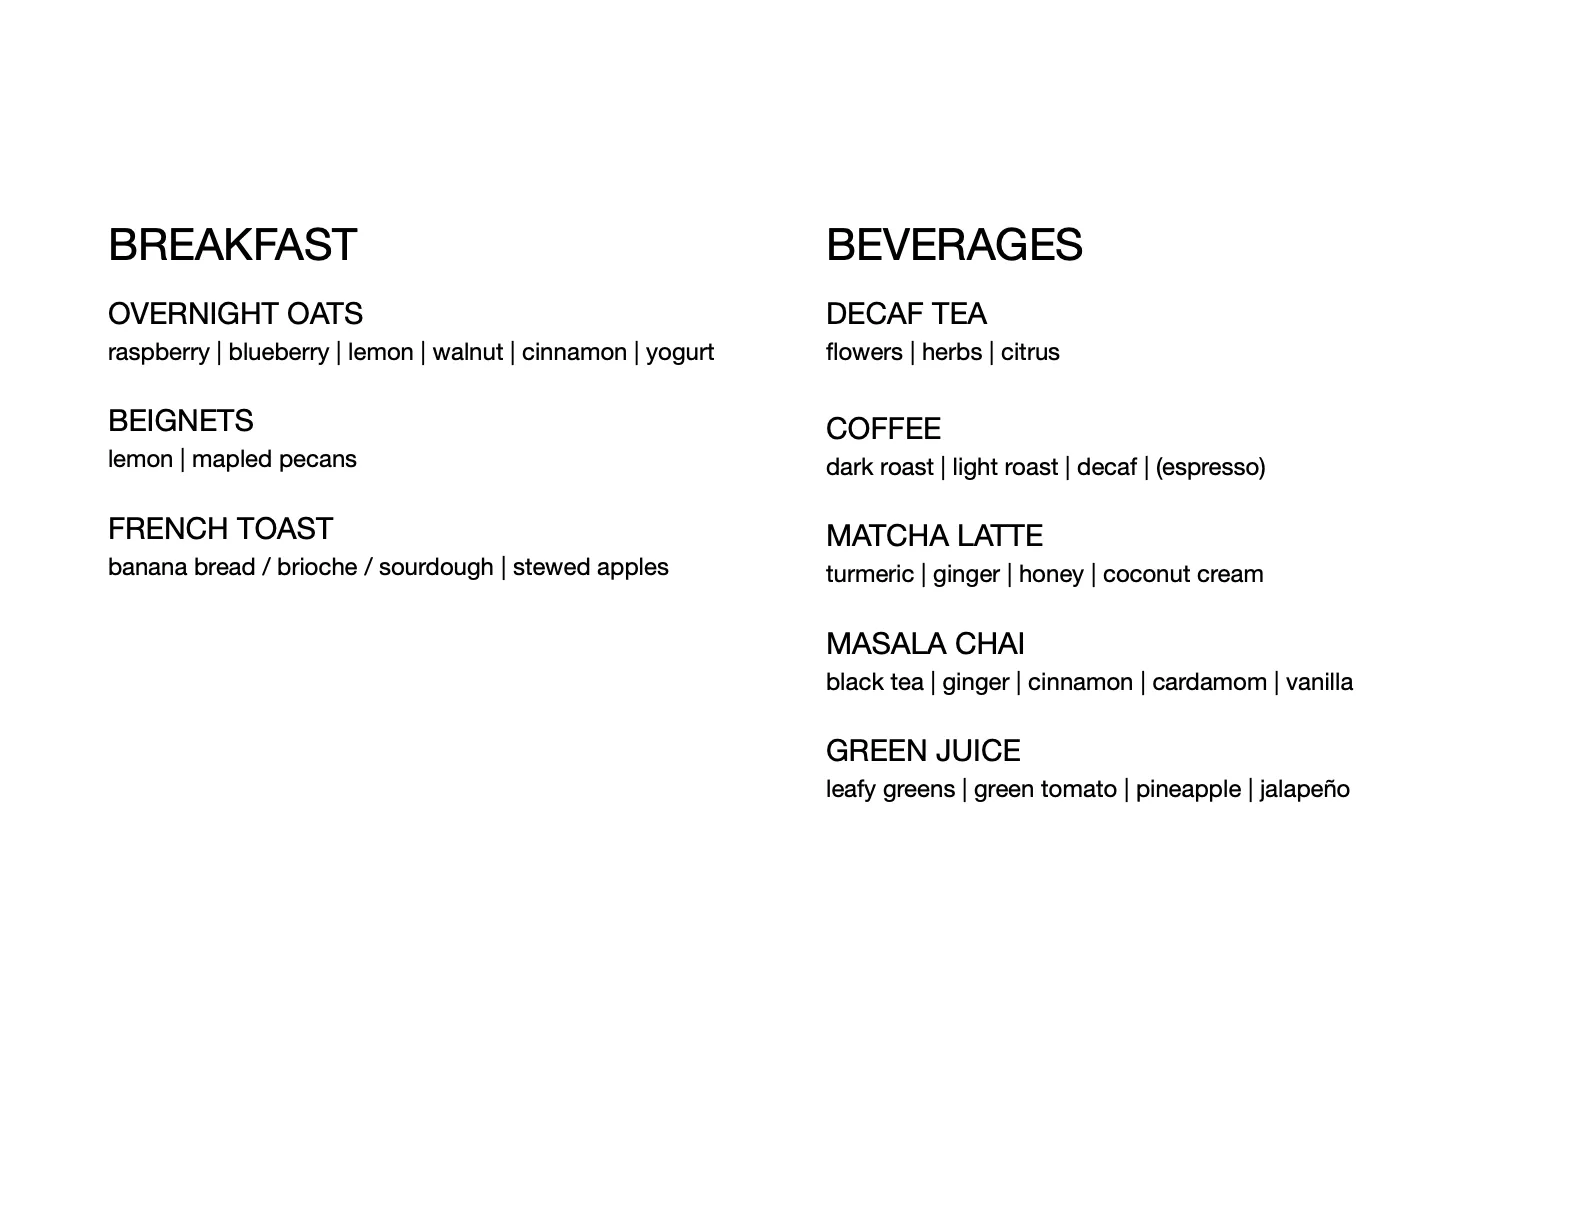 BREAKFAST
OVERNIGHT OATS
raspberry | blueberry | lemon | walnut | cinnamon | yogurt
BEIGNETS
lemon | mapled pecans
FRENCH TOAST
banana bread / brioche / sourdough | stewed apples
BEVERAGES
DECAF TEA
flowers | herbs | citrus
COFFEE
dark roast | light roast | decaf | (espresso)
MATCHA LATTE
turmeric | ginger | honey | coconut cream
MASALA CHAI
black tea | ginger | cinnamon | cardamom | vanilla
GREEN JUICE
leafy greens | green tomato | pineapple | jalapeño